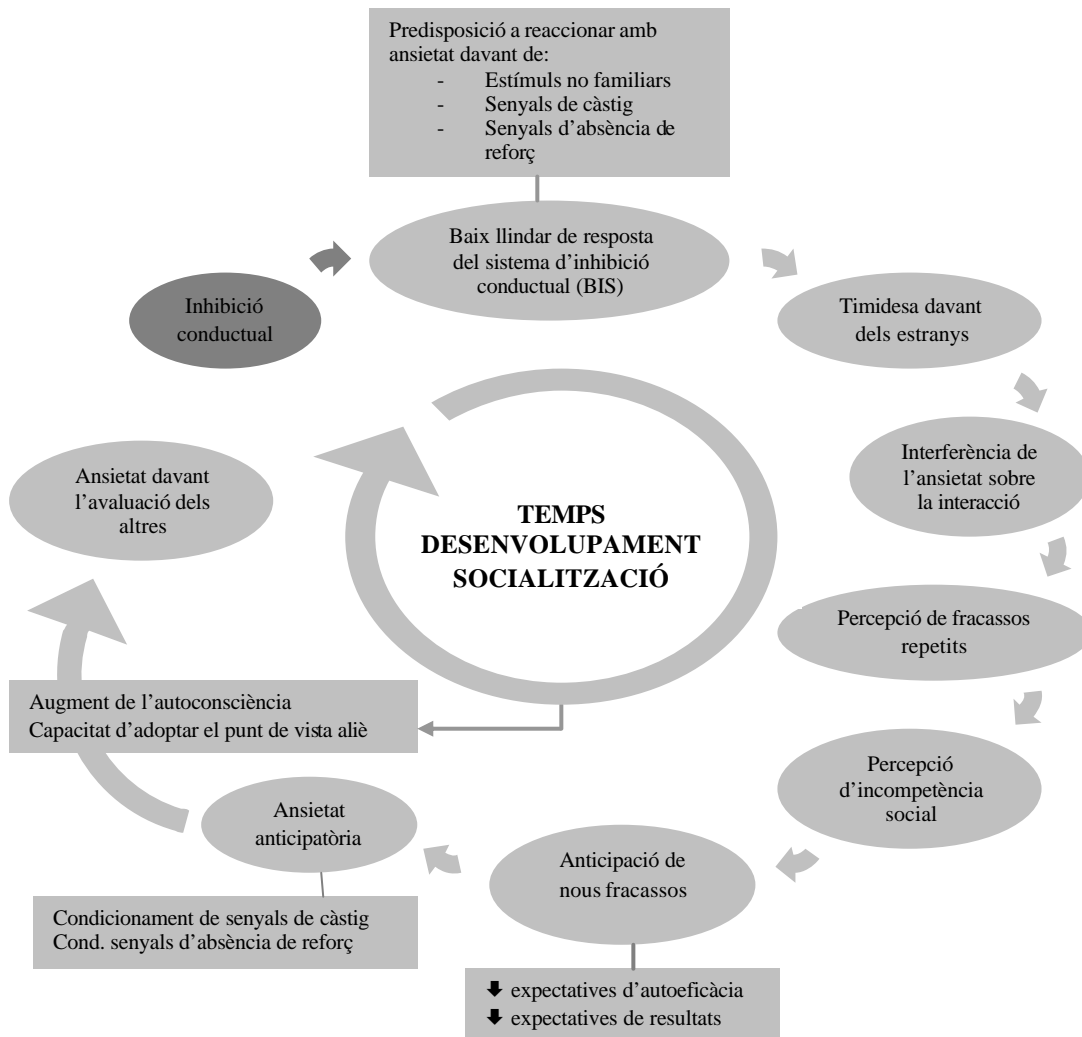 Predisposició a reaccionar amb
ansietat davant de:
- Estímuls no familiars
- Senyals de càstig
- Senyals d'absència de
reforç
Baix llindar de resposta
del sistema d'inhibició
conductual (BIS)
Inhibició
conductual
Timidesa davant
dels estranys
Interferència de
l'ansietat sobre
la interacció
Ansietat davant
l'avaluació dels
altres
TEMPS
DESENVOLUPAMENT
SOCIALITZACIÓ
Percepció de fracassos
repetits
Augment de l'autoconsciència
Capacitat d'adoptar el punt de vista aliè
Percepció
d'incompetència
social
Ansietat
anticipatòria
Anticipació de
nous fracassos
Condicionament de senyals de càstig
Cond. senyals d'absència de reforç
🡇 expectatives d'autoeficàcia
🡇 expectatives de resultats